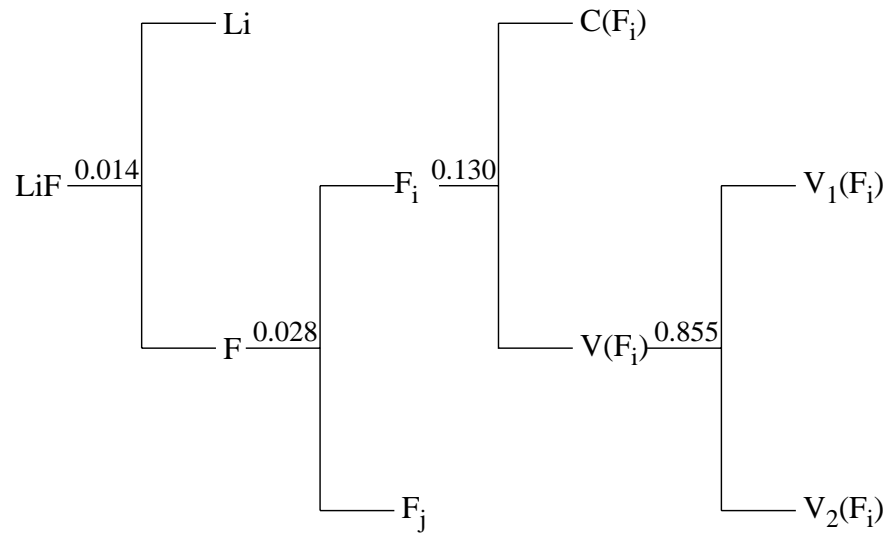 Li
C(F_i)
LiF
0.014
F_i
0.130
V_1(F_i)
F
0.028
V(F_i)
0.855
F_j
V_2(F_i)